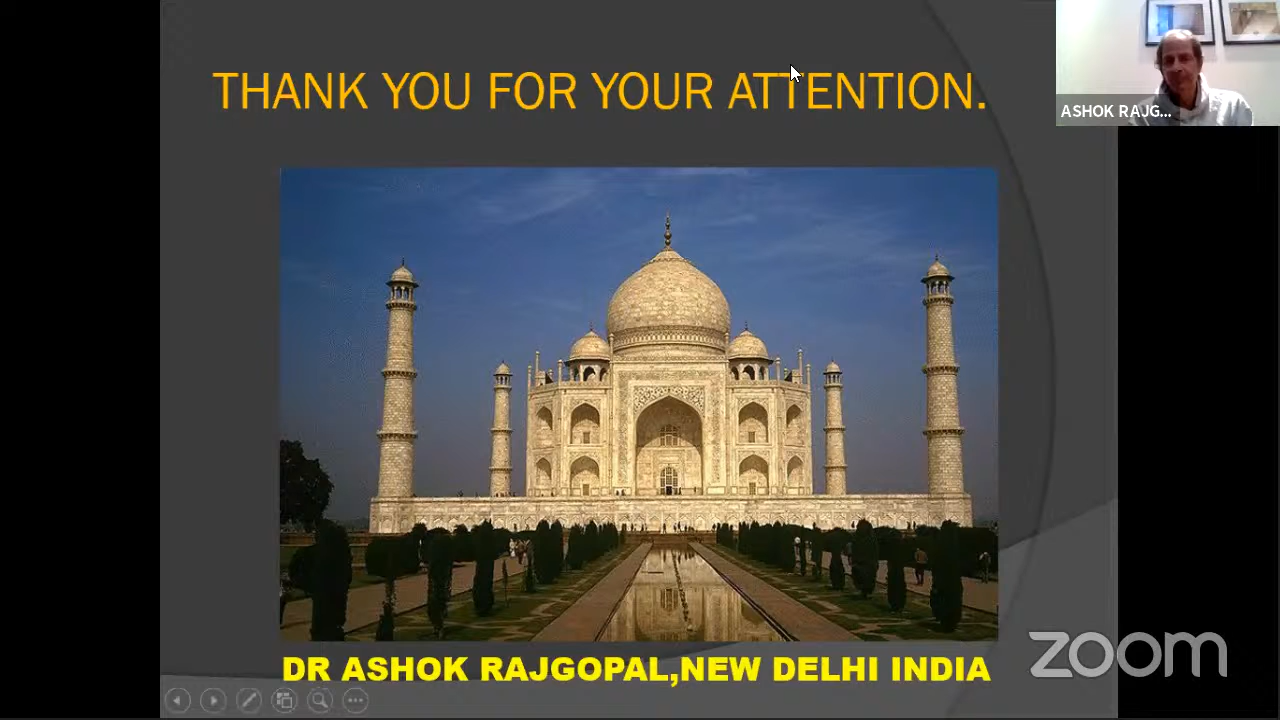 THANK YOU FOR YOUR ATTENTION.
ASHOK RAJG...
DR ASHOK RAJGOPAL,NEW DELHI INDIA
zoom